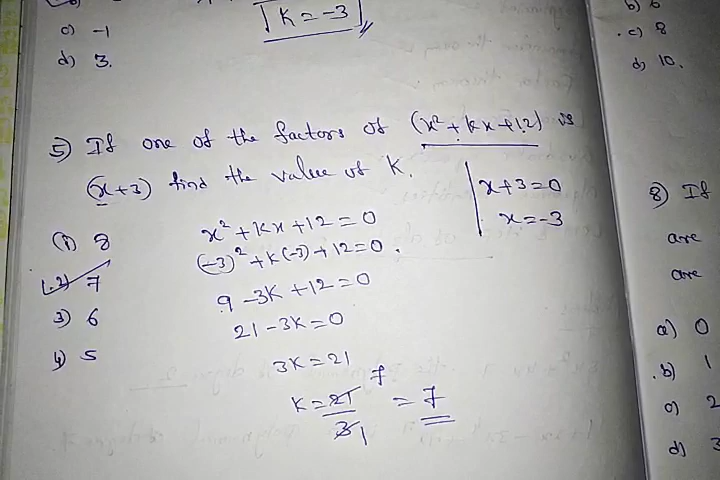 c) -1
K = -3
d) 3.
b) 6
c) 8
d) 10.
5) If one of the factors of (x² + kx + 12) is
(x+3) find the value of K.
x+3=0
x=-3
(1) 8
(2) 7
3) 6
4) 5
x² + kx + 12 = 0
(-3)² + k(-3) + 12 = 0.
9 - 3K + 12 = 0
21 - 3K = 0
3K = 21
K = 21/3 = 7
7
1
8) If
are
are
a) 0
b) 1
c) 2
d) 3